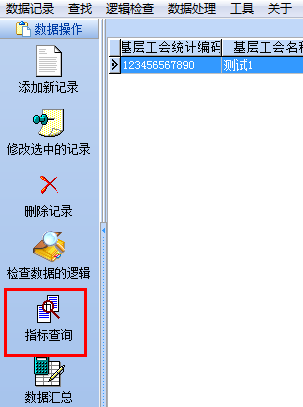 数据记录 查找 逻辑检查 数据处理 工具 关于
数据操作
基层工会统计编码 基层工会名称
123456567890 测试1
添加新记录
修改选中的记录
删除记录
检查数据的逻辑
指标查询
数据汇总